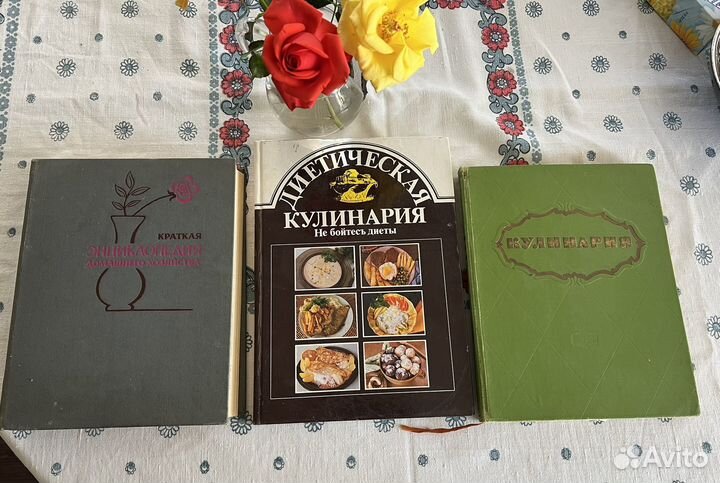 КРАТКАЯ
ЭНЦИКЛОПЕДИЯ
ДОМАШНЕГО ХОЗЯЙСТВА
ДИЕТИЧЕСКАЯ
КУЛИНАРИЯ
Не бойтесь диеты
КУЛИНАРИЯ
Avito